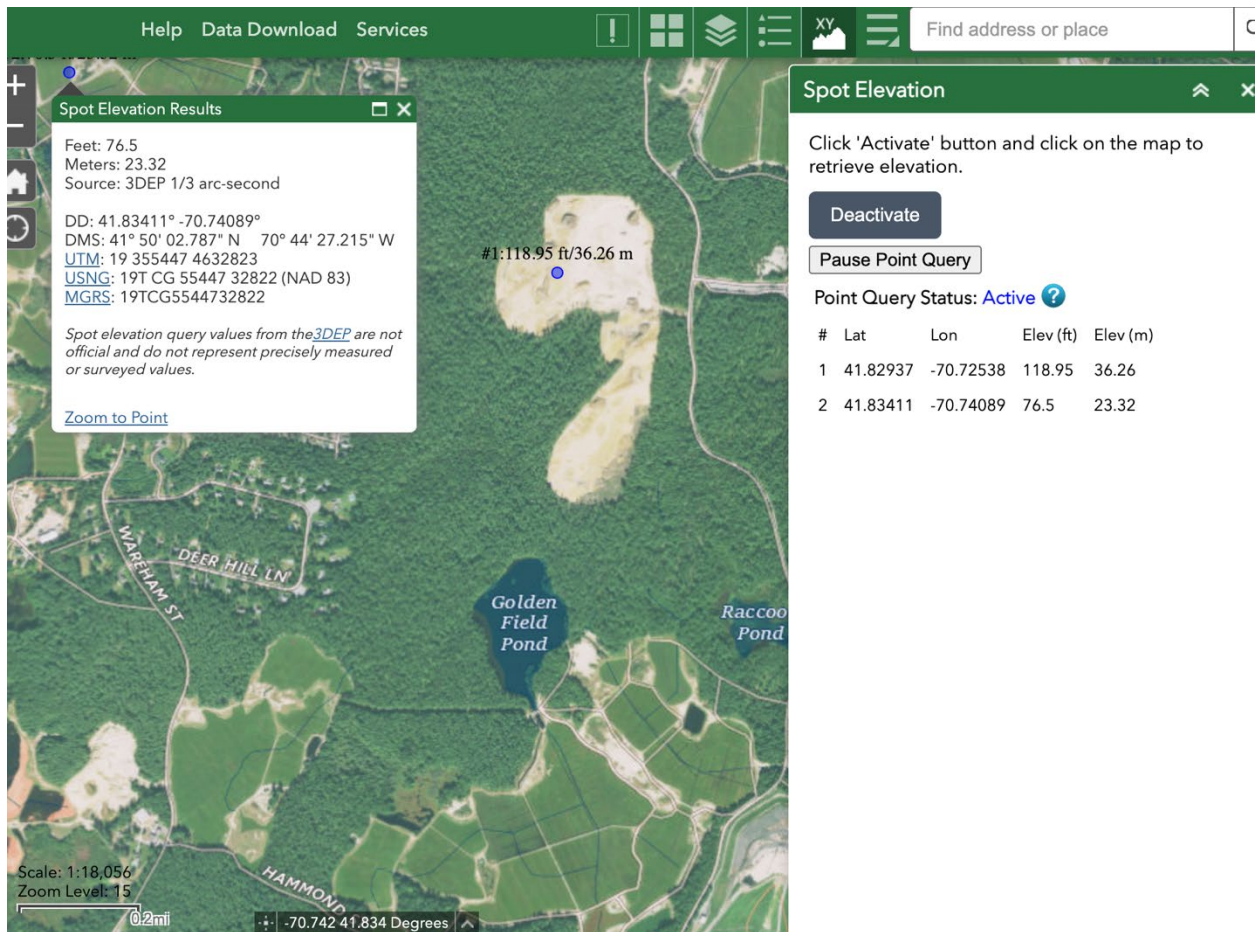 Help Data Download Services
XY
Find address or place
Spot Elevation Results
Feet: 76.5
Meters: 23.32
Source: 3DEP 1/3 arc-second
DD: 41.83411° -70.74089°
DMS: 41° 50' 02.787" N 70° 44' 27.215" W
UTM: 19 355447 4632823
USNG: 19T CG 55447 32822 (NAD 83)
MGRS: 19TCG5544732822
Spot elevation query values from the3DEP are not
official and do not represent precisely measured
or surveyed values.
Zoom to Point
#1:118.95 ft/36.26 m
WAREHAM ST
DEER HILL LN
Golden
Field
Pond
Raccoo
Pond
HAMMOND
Scale: 1:18,056
Zoom Level: 15
0.2mi
-70.742 41.834 Degrees
Spot Elevation
Click 'Activate' button and click on the map to
retrieve elevation.
Deactivate
Pause Point Query
Point Query Status: Active ?
# Lat Lon Elev (ft) Elev (m)
1 41.82937 -70.72538 118.95 36.26
2 41.83411 -70.74089 76.5 23.32